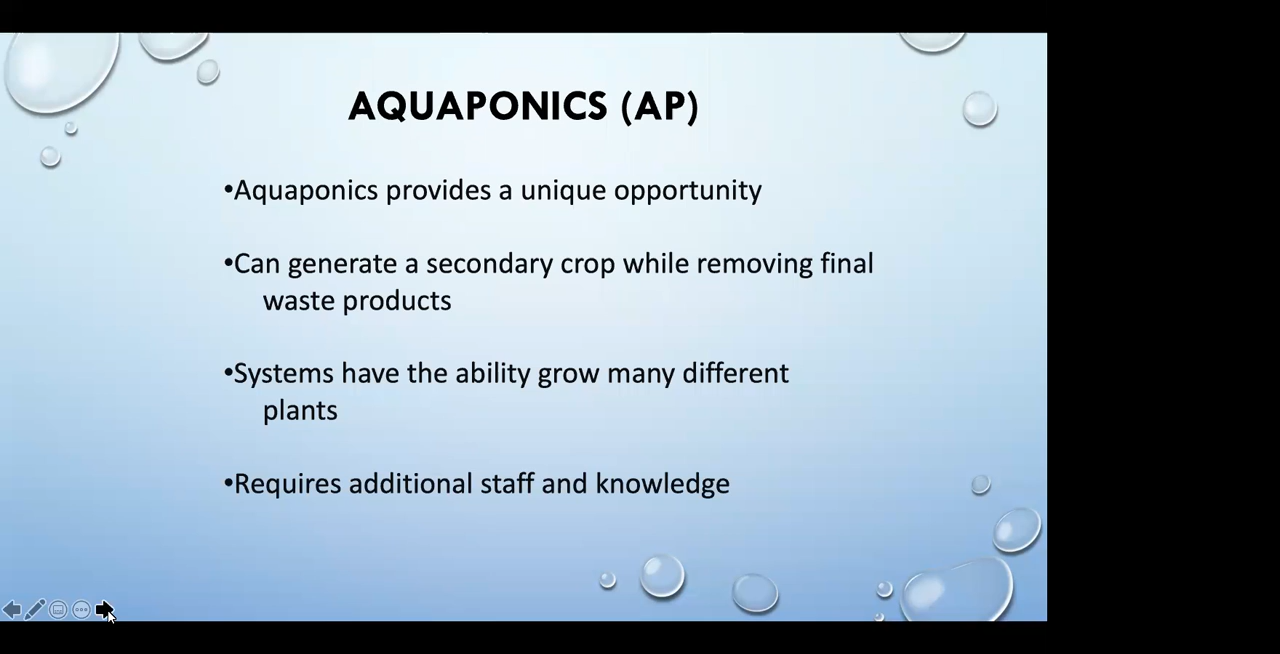 AQUAPONICS (AP)
•Aquaponics provides a unique opportunity
•Can generate a secondary crop while removing final
waste products
•Systems have the ability grow many different
plants
•Requires additional staff and knowledge